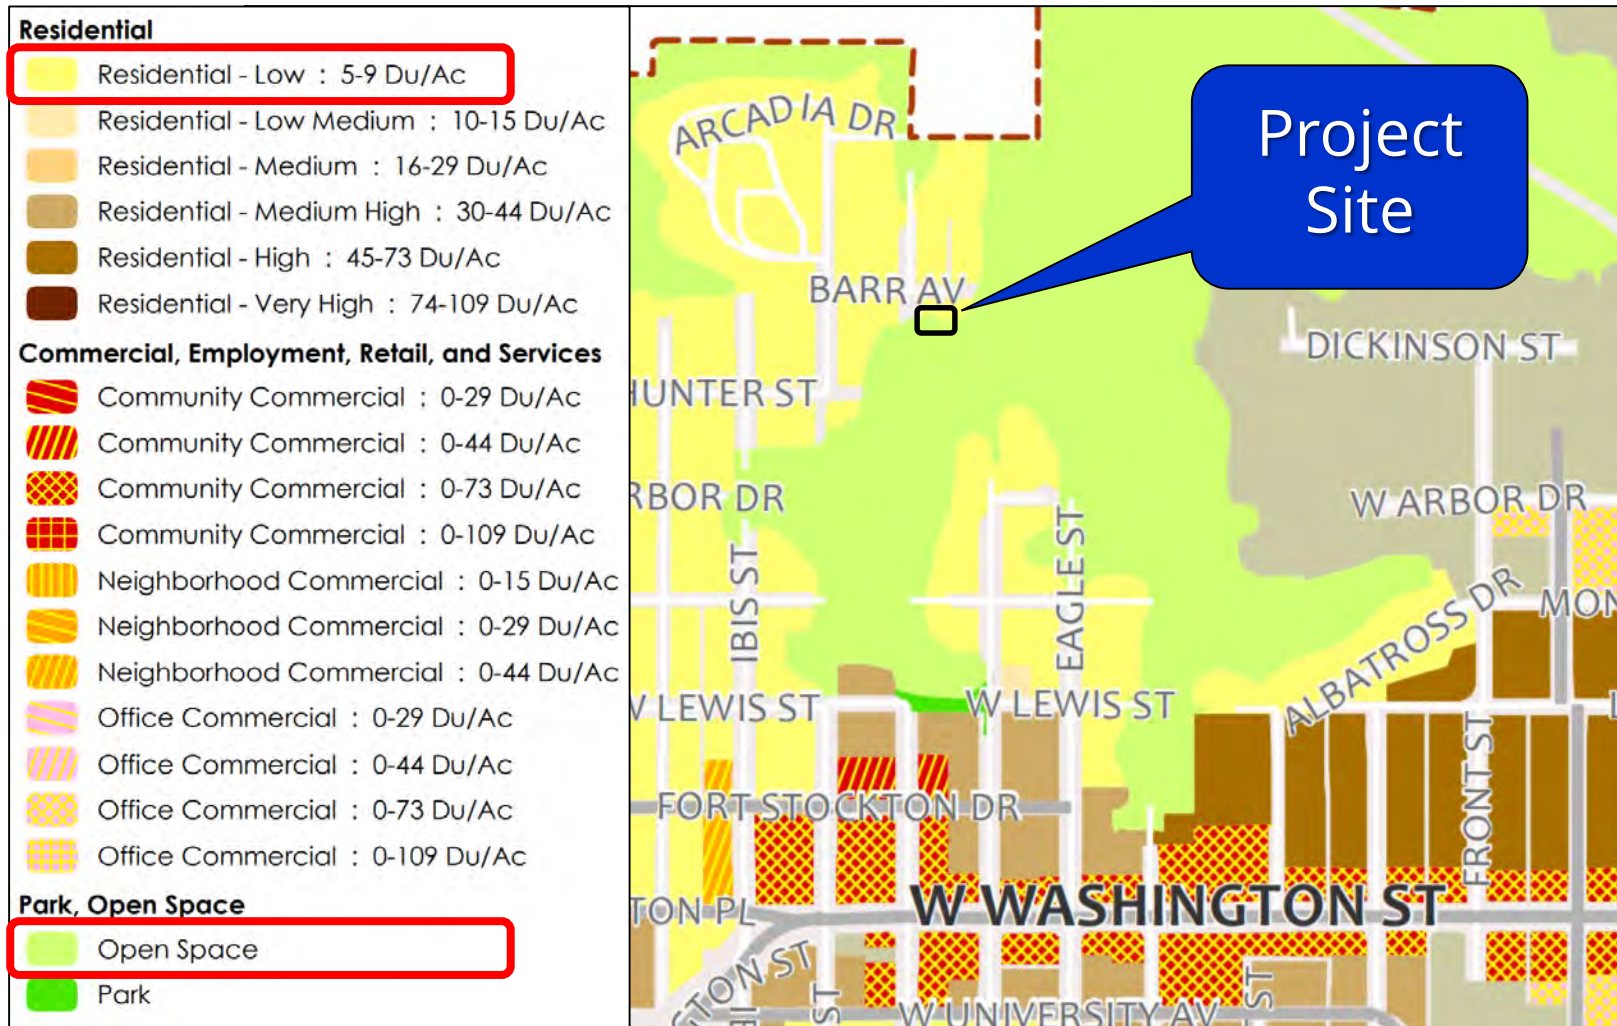 Residential
Residential - Low : 5-9 Du/Ac
Residential - Low Medium : 10-15 Du/Ac
Residential - Medium : 16-29 Du/Ac
Residential - Medium High : 30-44 Du/Ac
Residential - High : 45-73 Du/Ac
Residential - Very High : 74-109 Du/Ac
Commercial, Employment, Retail, and Services
Community Commercial : 0-29 Du/Ac
Community Commercial : 0-44 Du/Ac
Community Commercial : 0-73 Du/Ac
Community Commercial : 0-109 Du/Ac
Neighborhood Commercial : 0-15 Du/Ac
Neighborhood Commercial : 0-29 Du/Ac
Neighborhood Commercial : 0-44 Du/Ac
Office Commercial : 0-29 Du/Ac
Office Commercial : 0-44 Du/Ac
Office Commercial : 0-73 Du/Ac
Office Commercial : 0-109 Du/Ac
Park, Open Space
Open Space
Park
ARCADIA DR
Project
Site
BARR AV
DICKINSON ST
HUNTER ST
RBOR DR
W ARBOR DR
IBIS ST
EAGLE ST
ALBATROSS DR
MON
W LEWIS ST
W LEWIS ST
FORT STOCKTON DR
FRONT ST
W WASHINGTON ST
TON PL
GTON ST
ST
ST
W UNIVERSITY AV